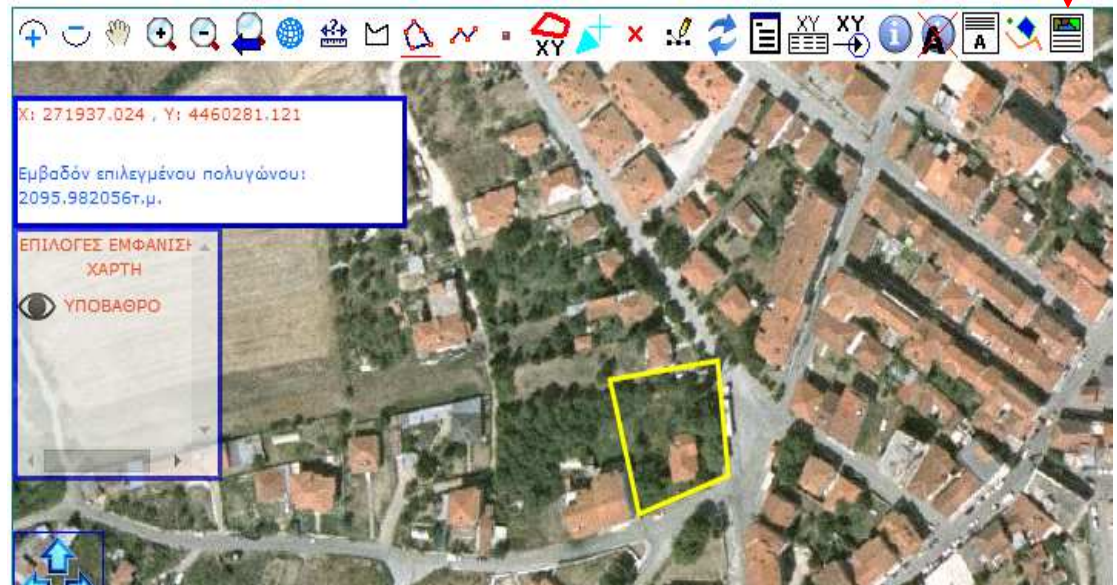 XY
XY
XY
A
A
X: 271937.024 , Y: 4460281.121
Εμβαδόν επιλεγμένου πολυγώνου:
2095.982056τ.μ.
ΕΠΙΛΟΓΕΣ ΕΜΦΑΝΙΣΗ
ΧΑΡΤΗ
ΥΠΟΒΑΘΡΟ